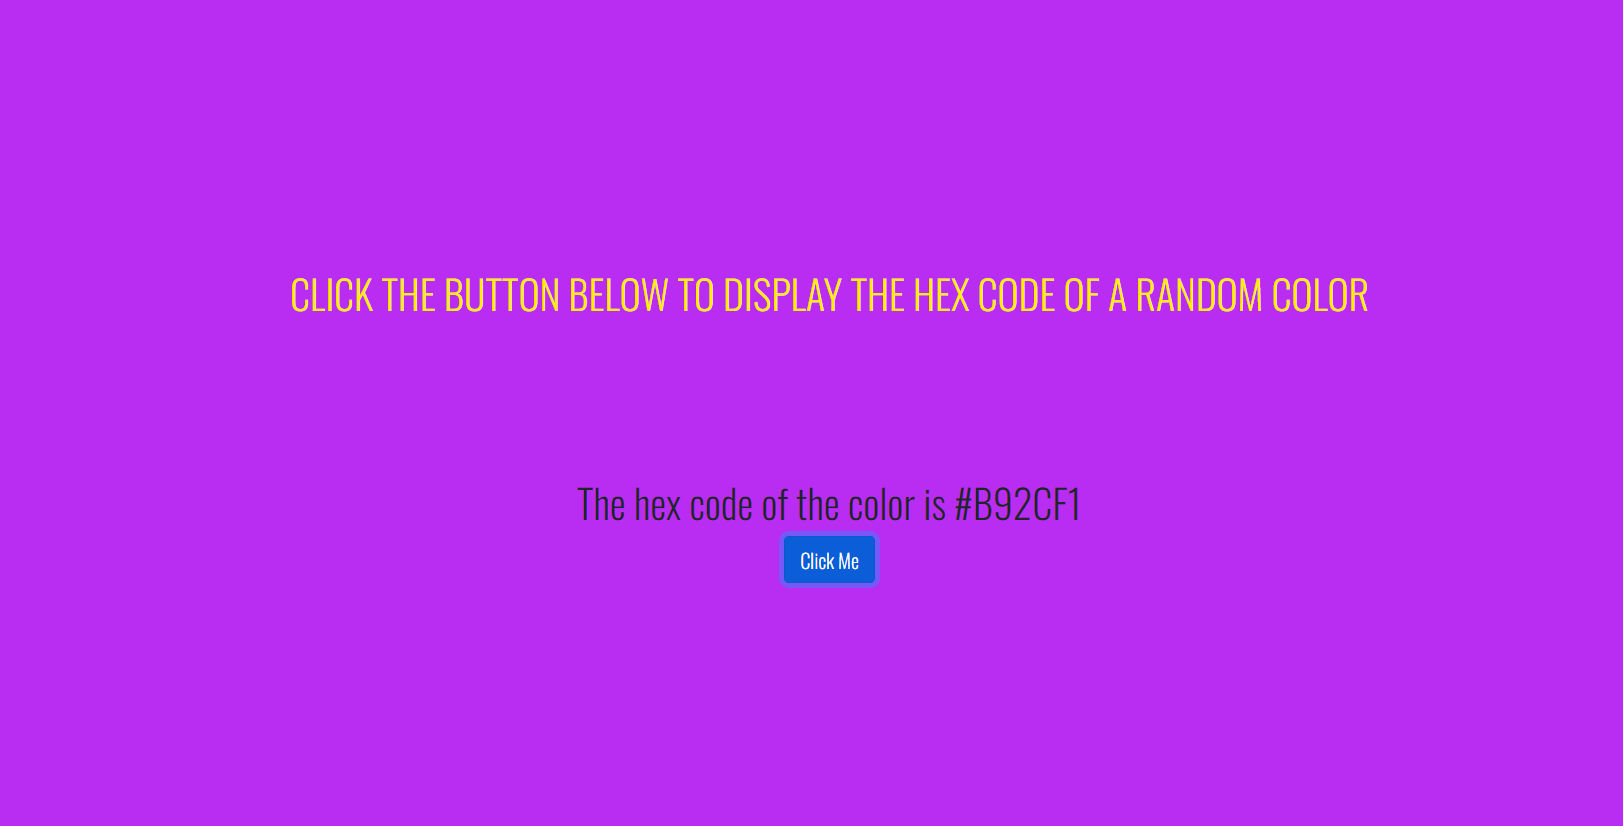 CLICK THE BUTTON BELOW TO DISPLAY THE HEX CODE OF A RANDOM COLOR
The hex code of the color is #B92CF1
Click Me